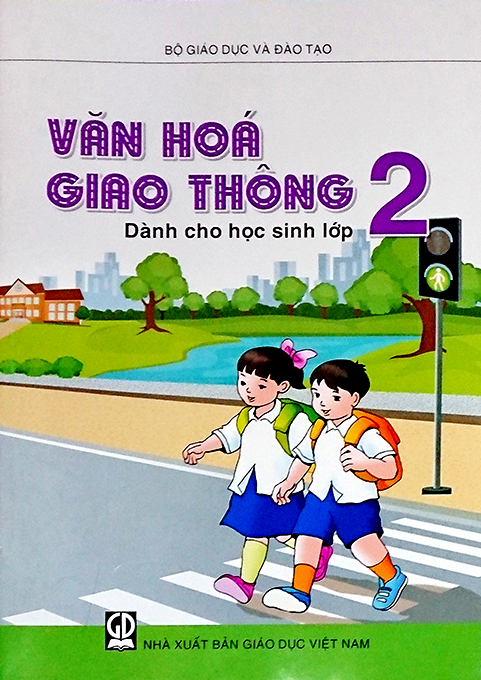 BỘ GIÁO DỤC VÀ ĐÀO TẠO
VĂN HOÁ
GIAO THÔNG 2
Dành cho học sinh lớp
GD
NHÀ XUẤT BẢN GIÁO DỤC VIỆT NAM